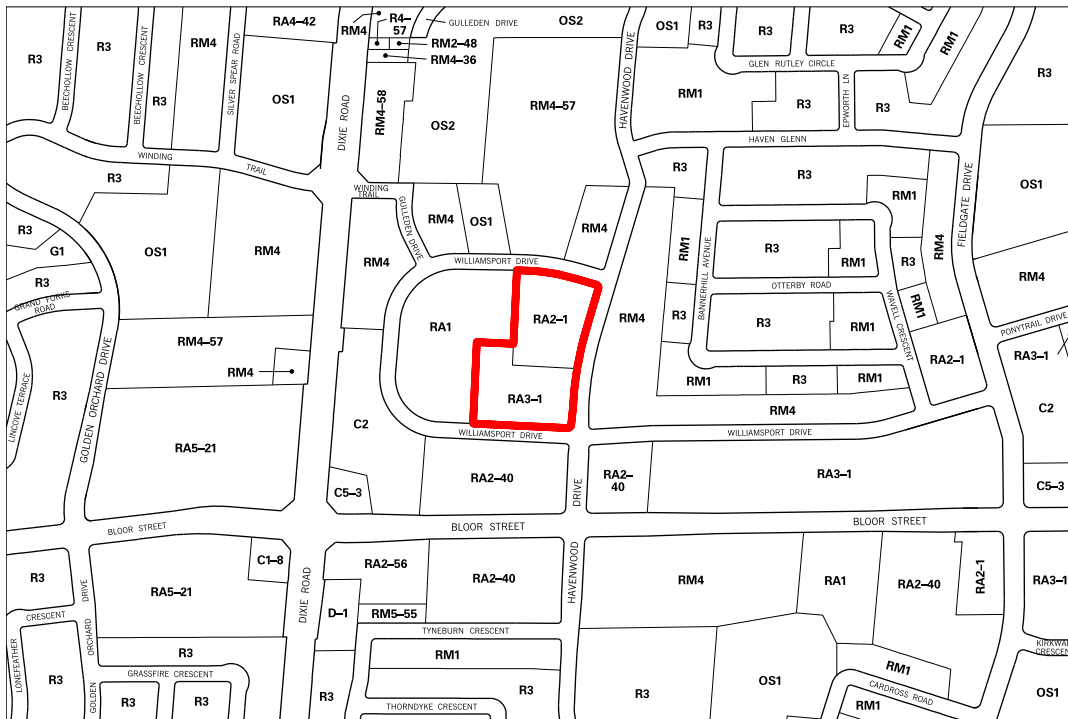 RA4–42
RM4
R4–
57
GULLEDEN DRIVE
OS2
HAVENWOOD DRIVE
OS1
R3
R3
R3
RM1
RM1
R3
BEECHOLLOW CRESCENT
R3
BEECHOLLOW CRESCENT
R3
RM4
SILVER SPEAR ROAD
OS1
DIXIE ROAD
RM2–48
RM4–36
RM4–58
OS2
RM4–57
GLEN RUTLEY CIRCLE
RM1
R3
EPWORTH LN
R3
R3
HAVEN GLENN
WINDING
TRAIL
R3
WINDING
TRAIL
GULLEDEN DRIVE
RM4
OS1
RM4
R3
BANNERHILL AVENUE
R3
RM1
RM4
FIELDGATE DRIVE
OS1
R3
G1
R3
OS1
RM4
RM4
WILLIAMSPORT DRIVE
RM1
R3
RM1
R3
RM4
GRAND FORKS
ROAD
OTTERBY ROAD
WAVELL CRESCENT
RM1
RA1
RA2–1
RM4
R3
R3
RM1
PONYTRAIL DRIVE
RM4–57
RM4
RA2–1
RA3–1
GOLDEN ORCHARD DRIVE
LINCOVE TERRACE
R3
RA3–1
RM1
R3
RM1
RM4
C2
C2
WILLIAMSPORT DRIVE
WILLIAMSPORT DRIVE
RA5–21
RA2–40
RA2–
40
RA3–1
C5–3
C5–3
DRIVE
BLOOR STREET
BLOOR STREET
BLOOR STREET
R3
C1–8
RA2–56
RA2–40
RM4
RA1
RA2–40
RA2–1
RA3–1
DRIVE
RA5–21
DIXIE ROAD
D–1
RM5–55
HAVENWOOD
CRESCENT
TYNEBURN CRESCENT
ORCHARD
R3
RM1
KIRKWA
CRESCEN
LONEFEATHER
R3
GRASSFIRE CRESCENT
RM1
OS1
CARDROSS ROAD
GOLDEN
R3
R3
R3
R3
R3
OS1
THORNDYKE CRESCENT
RM1